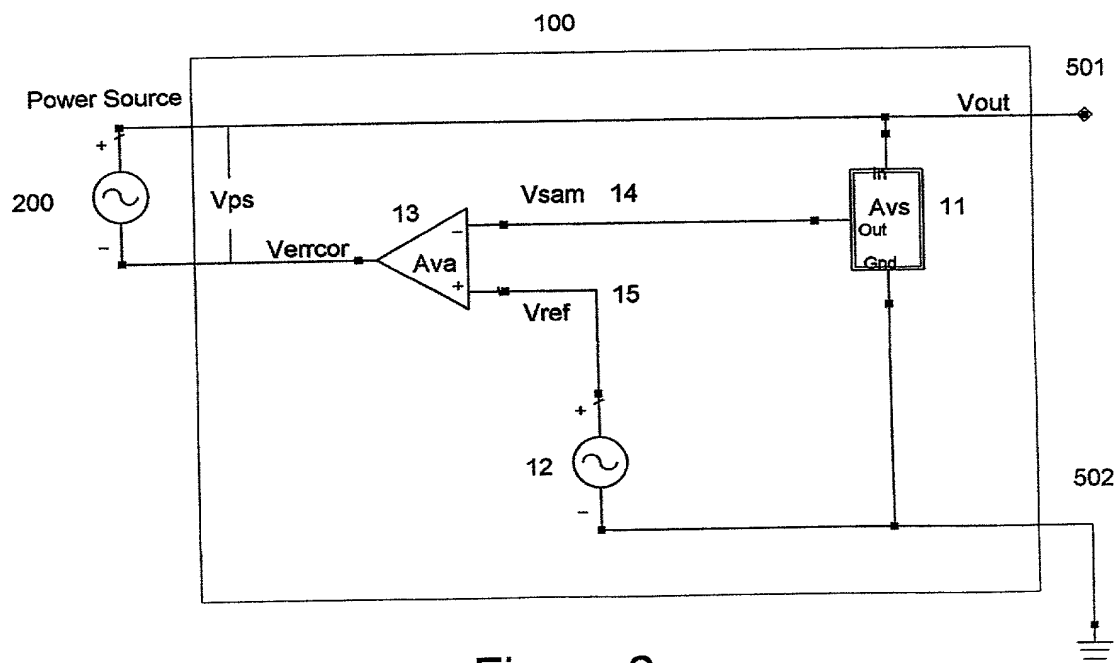 100
501
Power Source
Vout
+
In
200
Vps
13
Vsam 14
Avs 11
−
Out
−
Verrcor
Ava
Gnd
+
15
Vref
+
12
502
−